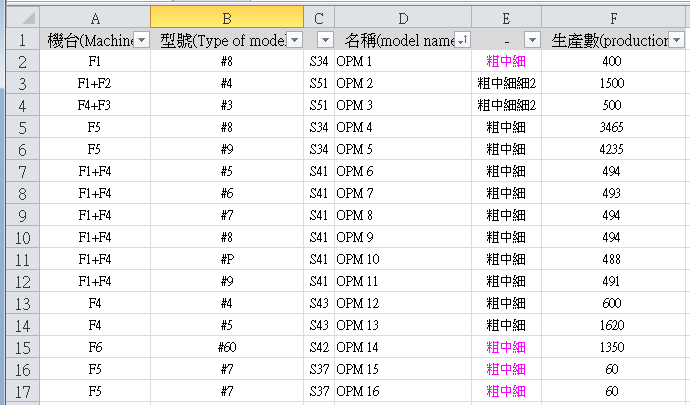 A B C D E F
1 機台(Machine 型號(Type of model 名稱(model name - 生產數(production
2 F1 #8 S34 OPM 1 粗中細 400
3 F1+F2 #4 S51 OPM 2 粗中細細2 1500
4 F4+F3 #3 S51 OPM 3 粗中細細2 500
5 F5 #8 S34 OPM 4 粗中細 3465
6 F5 #9 S34 OPM 5 粗中細 4235
7 F1+F4 #5 S41 OPM 6 粗中細 494
8 F1+F4 #6 S41 OPM 7 粗中細 493
9 F1+F4 #7 S41 OPM 8 粗中細 494
10 F1+F4 #8 S41 OPM 9 粗中細 494
11 F1+F4 #P S41 OPM 10 粗中細 488
12 F1+F4 #9 S41 OPM 11 粗中細 491
13 F4 #4 S43 OPM 12 粗中細 600
14 F4 #5 S43 OPM 13 粗中細 1620
15 F6 #60 S42 OPM 14 粗中細 1350
16 F5 #7 S37 OPM 15 粗中細 60
17 F5 #7 S37 OPM 16 粗中細 60